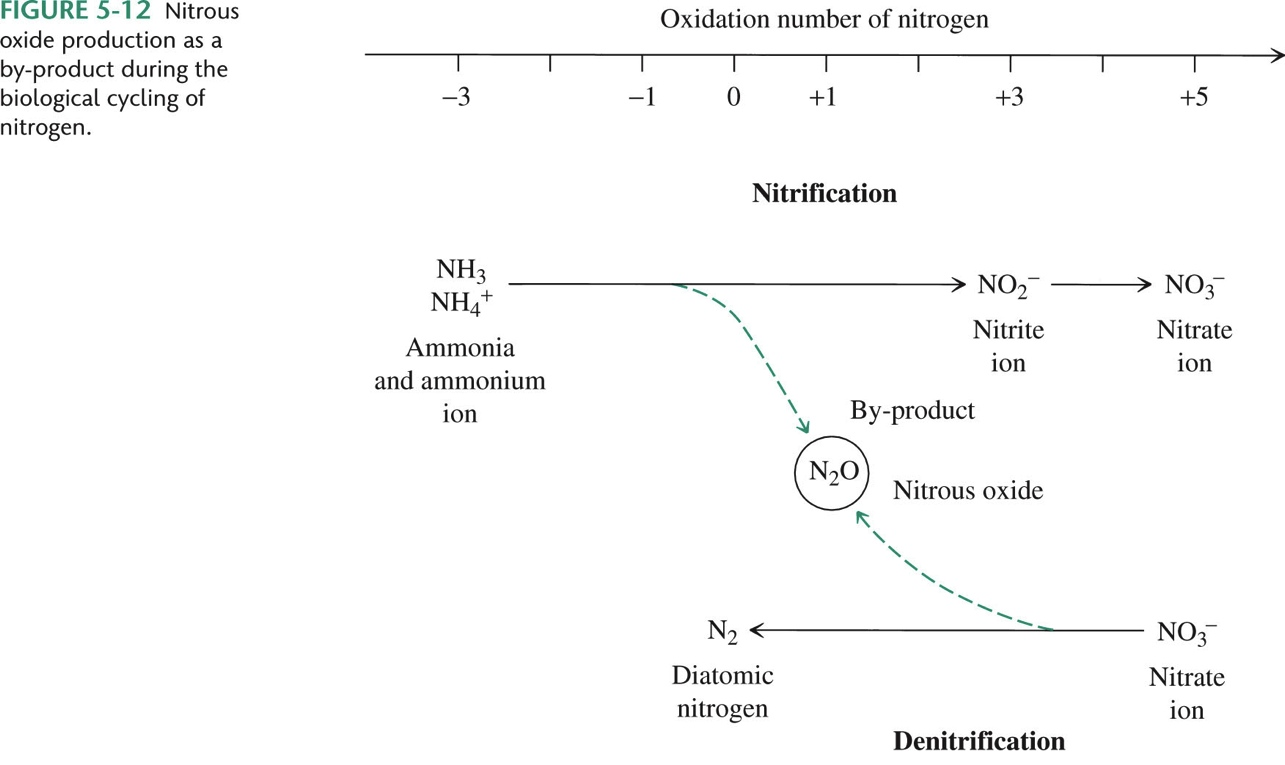 FIGURE 5-12 Nitrous
oxide production as a
by-product during the
biological cycling of
nitrogen.
Oxidation number of nitrogen
–3 –1 0 +1 +3 +5
Nitrification
NH₃
NH₄⁺
Ammonia
and ammonium
ion
NO₂⁻
Nitrite
ion
NO₃⁻
Nitrate
ion
By-product
N₂O
Nitrous oxide
N₂
Diatomic
nitrogen
NO₃⁻
Nitrate
ion
Denitrification